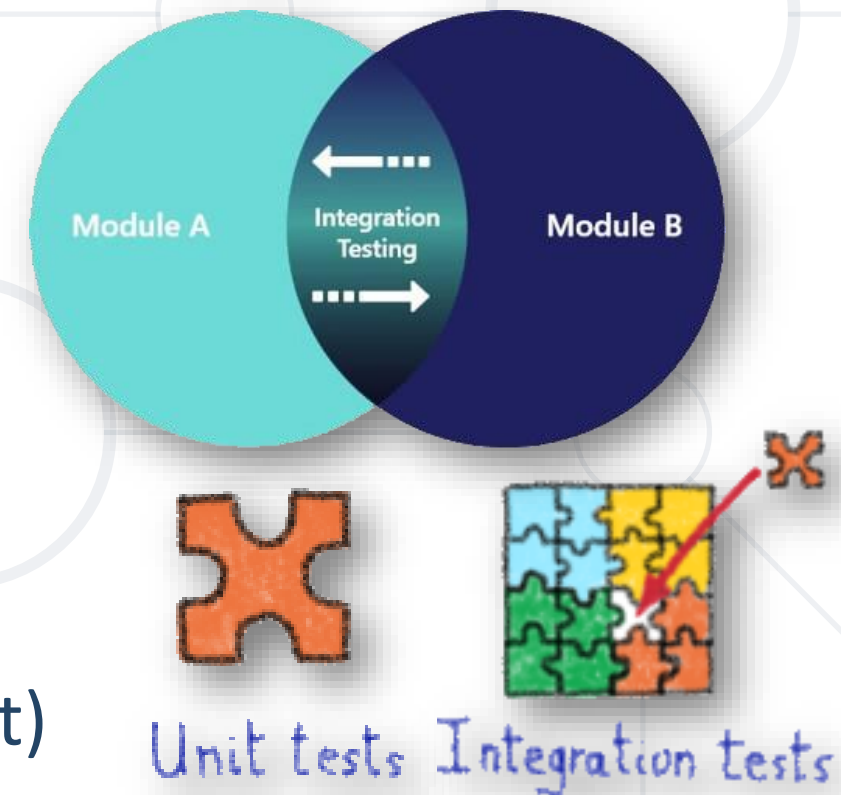 Module A
Integration
Testing
Module B
t)
Unit tests
Integration tests